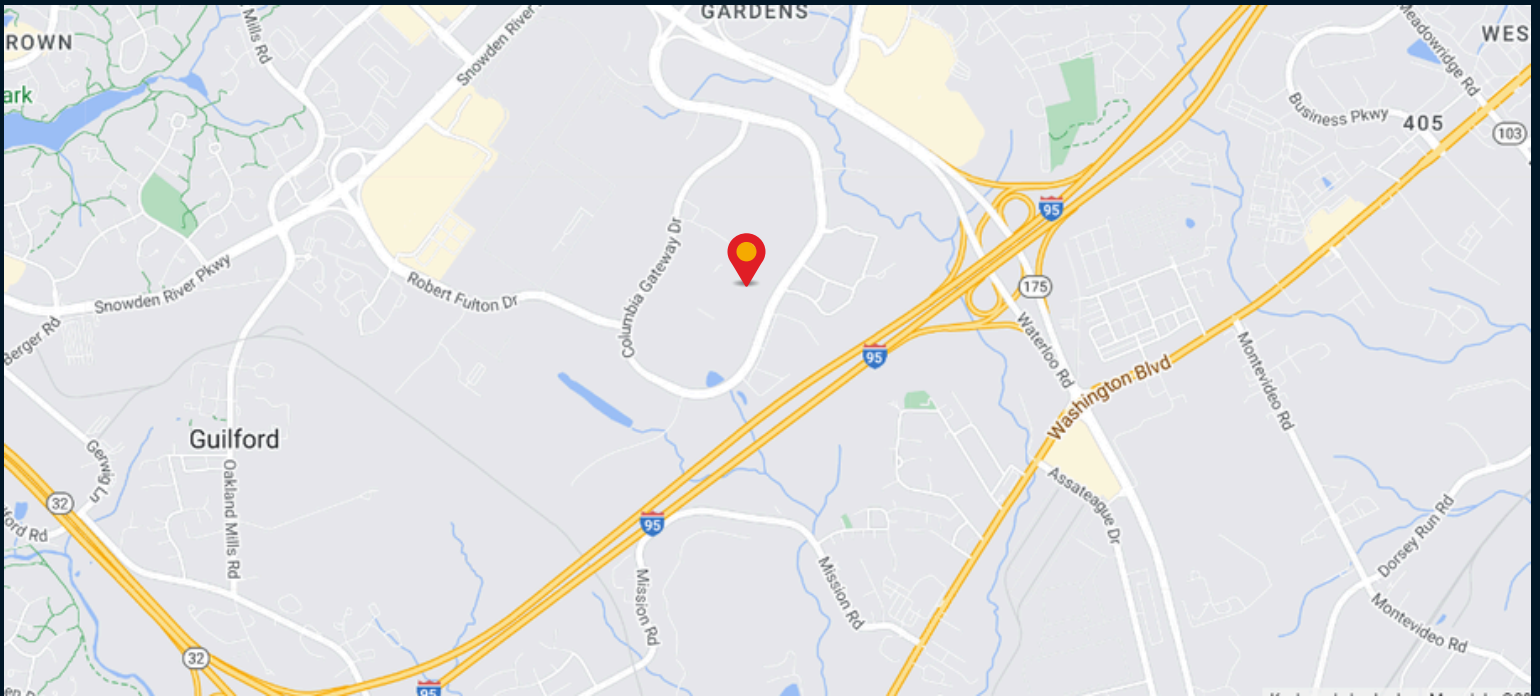 GARDENS
ROWN
Mills Rd
Snowden River
Meadowridge Rd
WES
ark
Business Pkwy
405
103
95
Snowden River Pkwy
Columbia Gateway Dr
Robert Fulton Dr
175
Berger Rd
95
Waterloo Rd
Montevideo Rd
Washington Blvd
Guilford
Gerwig Ln
Oakland Mills Rd
32
ford Rd
95
Assateague Dr
Dorsey Run Rd
Mission Rd
Mission Rd
Montevideo Rd
32
95